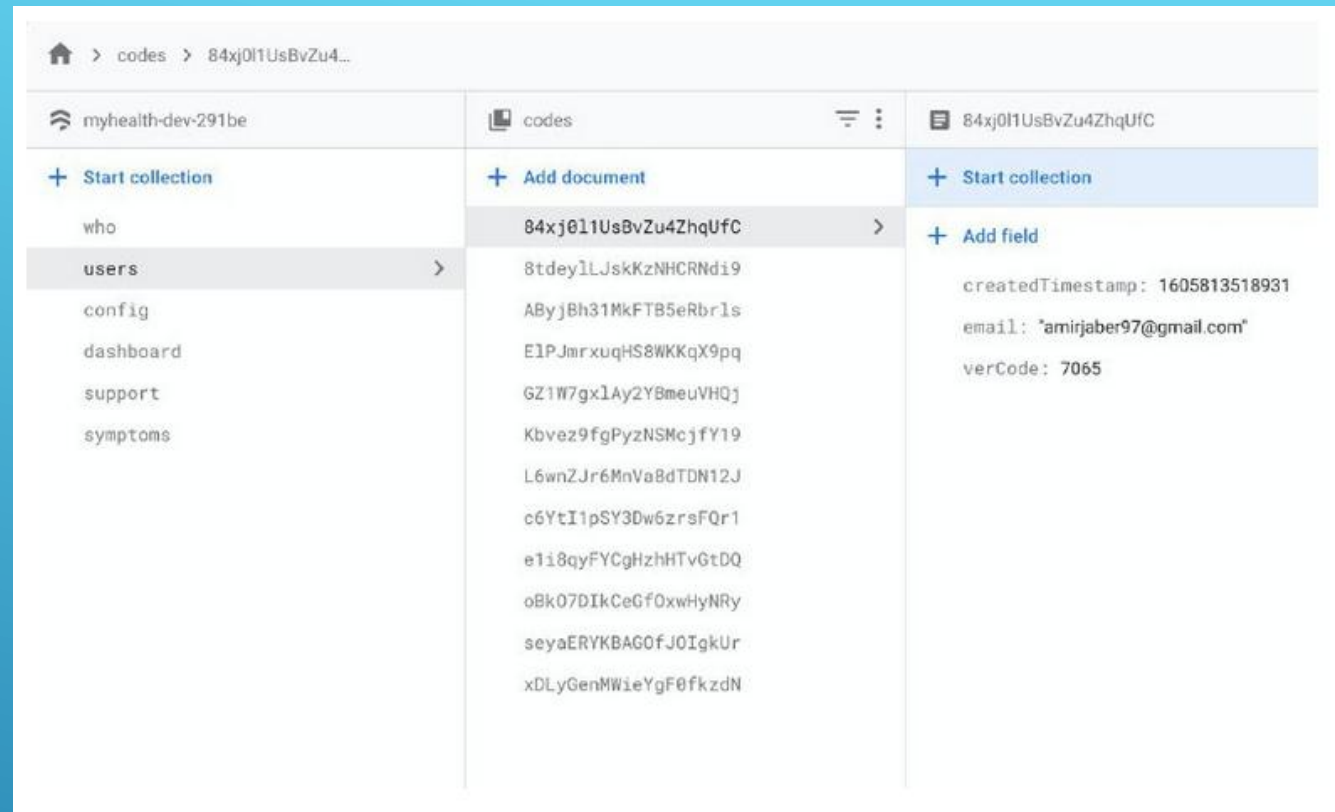 codes > 84xj0l1UsBvZu4...
myhealth-dev-291be
+ Start collection
who
users
config
dashboard
support
symptoms
codes
+ Add document
84xj0l1UsBvZu4ZhqUfC
8tdeylLJskKzNHCRNdi9
AByjBh31MkFTB5eRbrls
ElPJmrxuqHS8WKKqX9pq
GZ1W7gxlAy2YBmeuVHQj
Kbvez9fgPyzNSMcjfY19
L6wnZJr6MnVa8dTDN12J
c6YtI1pSY3Dw6zrsFQr1
e1i8qyFYCgHzhHTvGtDQ
oBkO7DIkCeGfOxwHyNRy
seyaERYKBAGOfJOIgkUr
xDLyGenMWieYgF0fkzdN
84xj0l1UsBvZu4ZhqUfC
+ Start collection
+ Add field
createdTimestamp: 1605813518931
email: "amirjaber97@gmail.com"
verCode: 7065